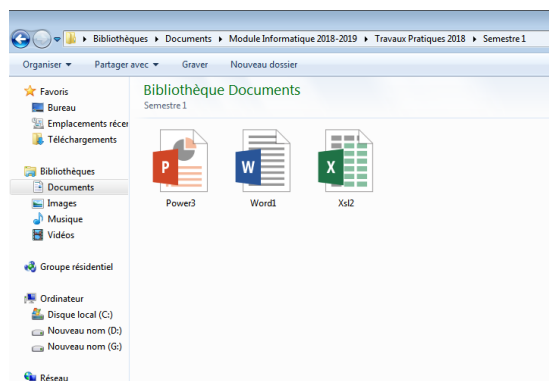 Bibliothèques ▸ Documents ▸ Module Informatique 2018-2019 ▸ Travaux Pratiques 2018 ▸ Semestre 1
Organiser ▾ Partager avec ▾ Graver Nouveau dossier
Favoris
Bureau
Emplacements récer
Téléchargements
Bibliothèques
Documents
Images
Musique
Vidéos
Groupe résidentiel
Ordinateur
Disque local (C:)
Nouveau nom (D:)
Nouveau nom (G:)
Réseau
Bibliothèque Documents
Semestre 1
P W X
Power3 Word1 Xsl2